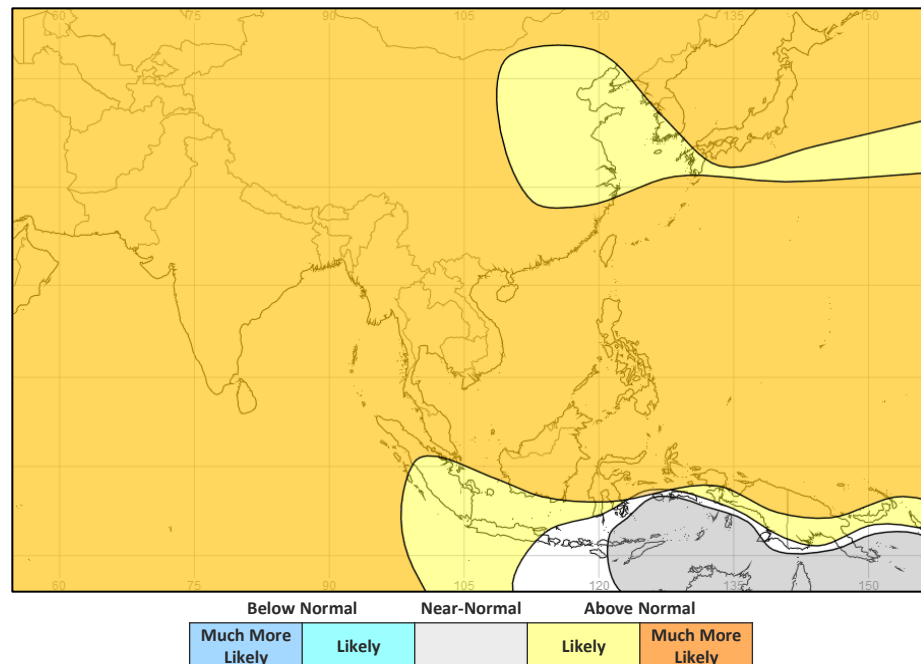 60 75 90 105 120 135 150
60 75 90 105 120 135 150
Below Normal Near-Normal Above Normal
Much More Likely Likely Much More
Likely Likely